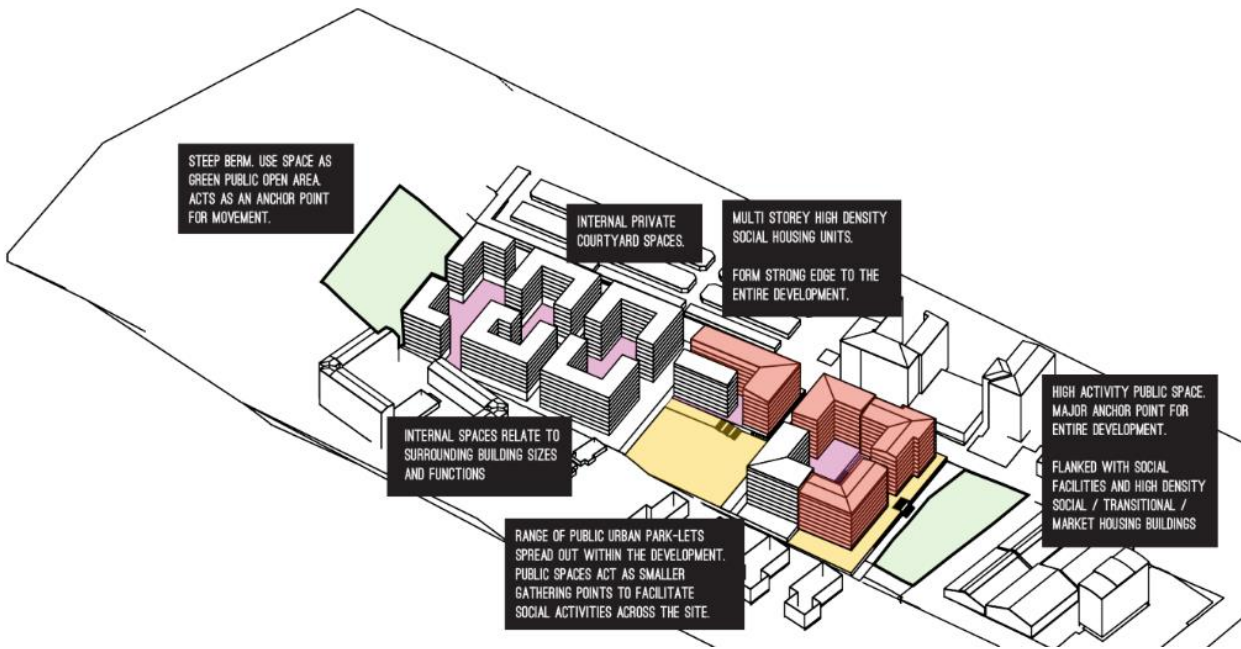 STEEP BERM. USE SPACE AS
GREEN PUBLIC OPEN AREA.
ACTS AS AN ANCHOR POINT
FOR MOVEMENT.
INTERNAL PRIVATE
COURTYARD SPACES.
MULTI STOREY HIGH DENSITY
SOCIAL HOUSING UNITS.
FORM STRONG EDGE TO THE
ENTIRE DEVELOPMENT.
HIGH ACTIVITY PUBLIC SPACE.
MAJOR ANCHOR POINT FOR
ENTIRE DEVELOPMENT.
FLANKED WITH SOCIAL
FACILITIES AND HIGH DENSITY
SOCIAL / TRANSITIONAL /
MARKET HOUSING BUILDINGS
INTERNAL SPACES RELATE TO
SURROUNDING BUILDING SIZES
AND FUNCTIONS
RANGE OF PUBLIC URBAN PARK-LETS
SPREAD OUT WITHIN THE DEVELOPMENT.
PUBLIC SPACES ACT AS SMALLER
GATHERING POINTS TO FACILITATE
SOCIAL ACTIVITIES ACROSS THE SITE.